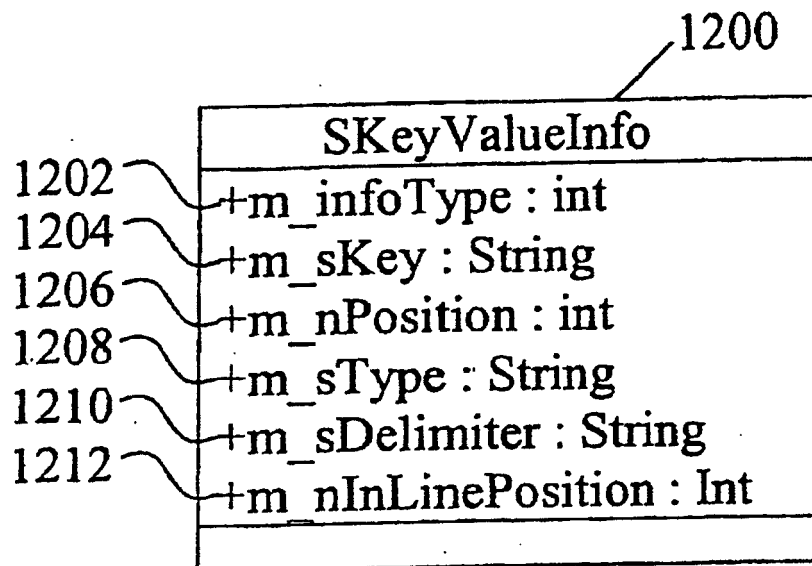 1200
SKeyValueInfo
1202 +m_infoType : int
1204 +m_sKey : String
1206 +m_nPosition : int
1208 +m_sType : String
1210 +m_sDelimiter : String
1212 +m_nInLinePosition : Int